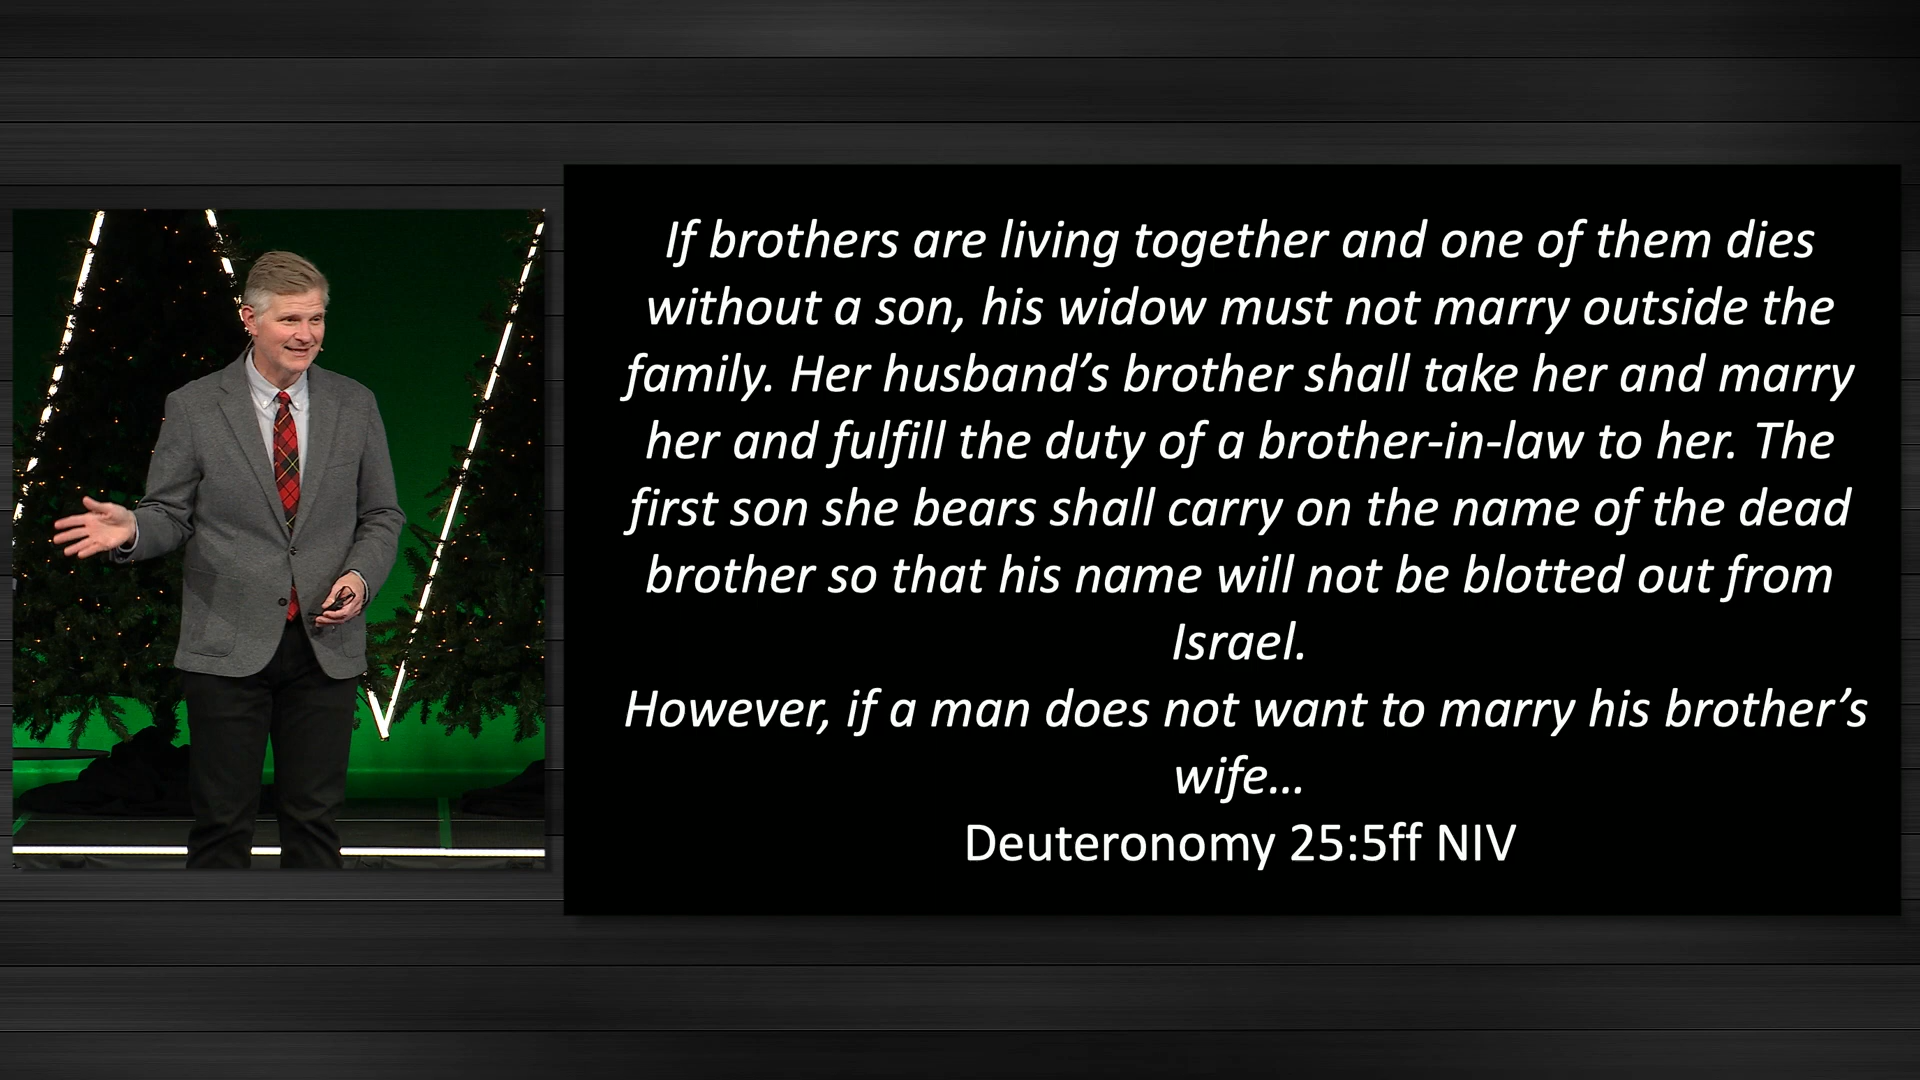 If brothers are living together and one of them dies
without a son, his widow must not marry outside the
family. Her husband’s brother shall take her and marry
her and fulfill the duty of a brother-in-law to her. The
first son she bears shall carry on the name of the dead
brother so that his name will not be blotted out from
Israel.
However, if a man does not want to marry his brother’s
wife…
Deuteronomy 25:5ff NIV